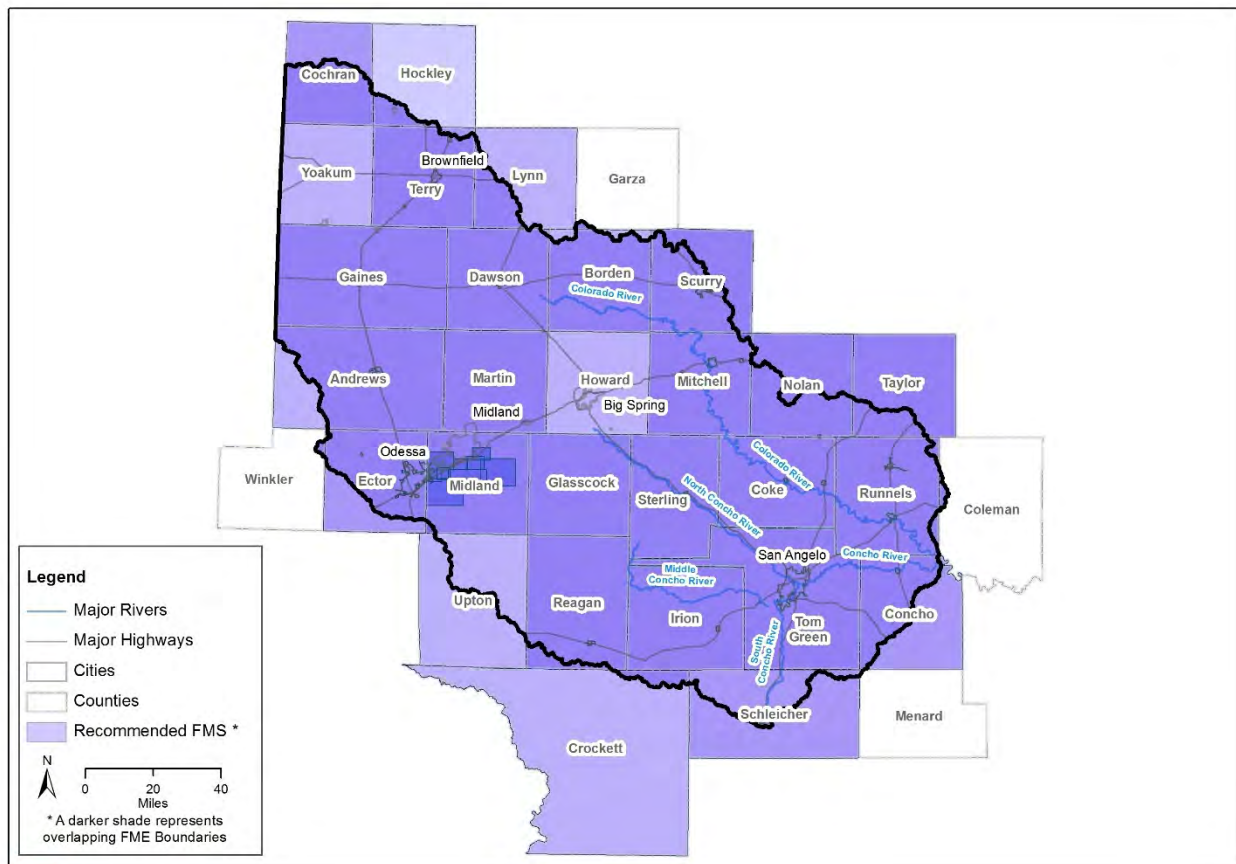 Cochran
Hockley
Brownfield
Yoakum
Terry
Lynn
Garza
Gaines
Dawson
Borden
Scurry
Colorado River
Andrews
Martin
Howard
Mitchell
Nolan
Taylor
Midland
Big Spring
Odessa
Winkler
Ector
Midland
Glasscock
Sterling
North Concho River
Coke
Colorado River
Runnels
Coleman
San Angelo
Concho River
Middle
Concho River
Upton
Reagan
Irion
Tom
Green
Concho
South
Concho River
Schleicher
Menard
Crockett
Legend
Major Rivers
Major Highways
Cities
Counties
Recommended FMS *
N
0 20 40
Miles
* A darker shade represents
overlapping FME Boundaries